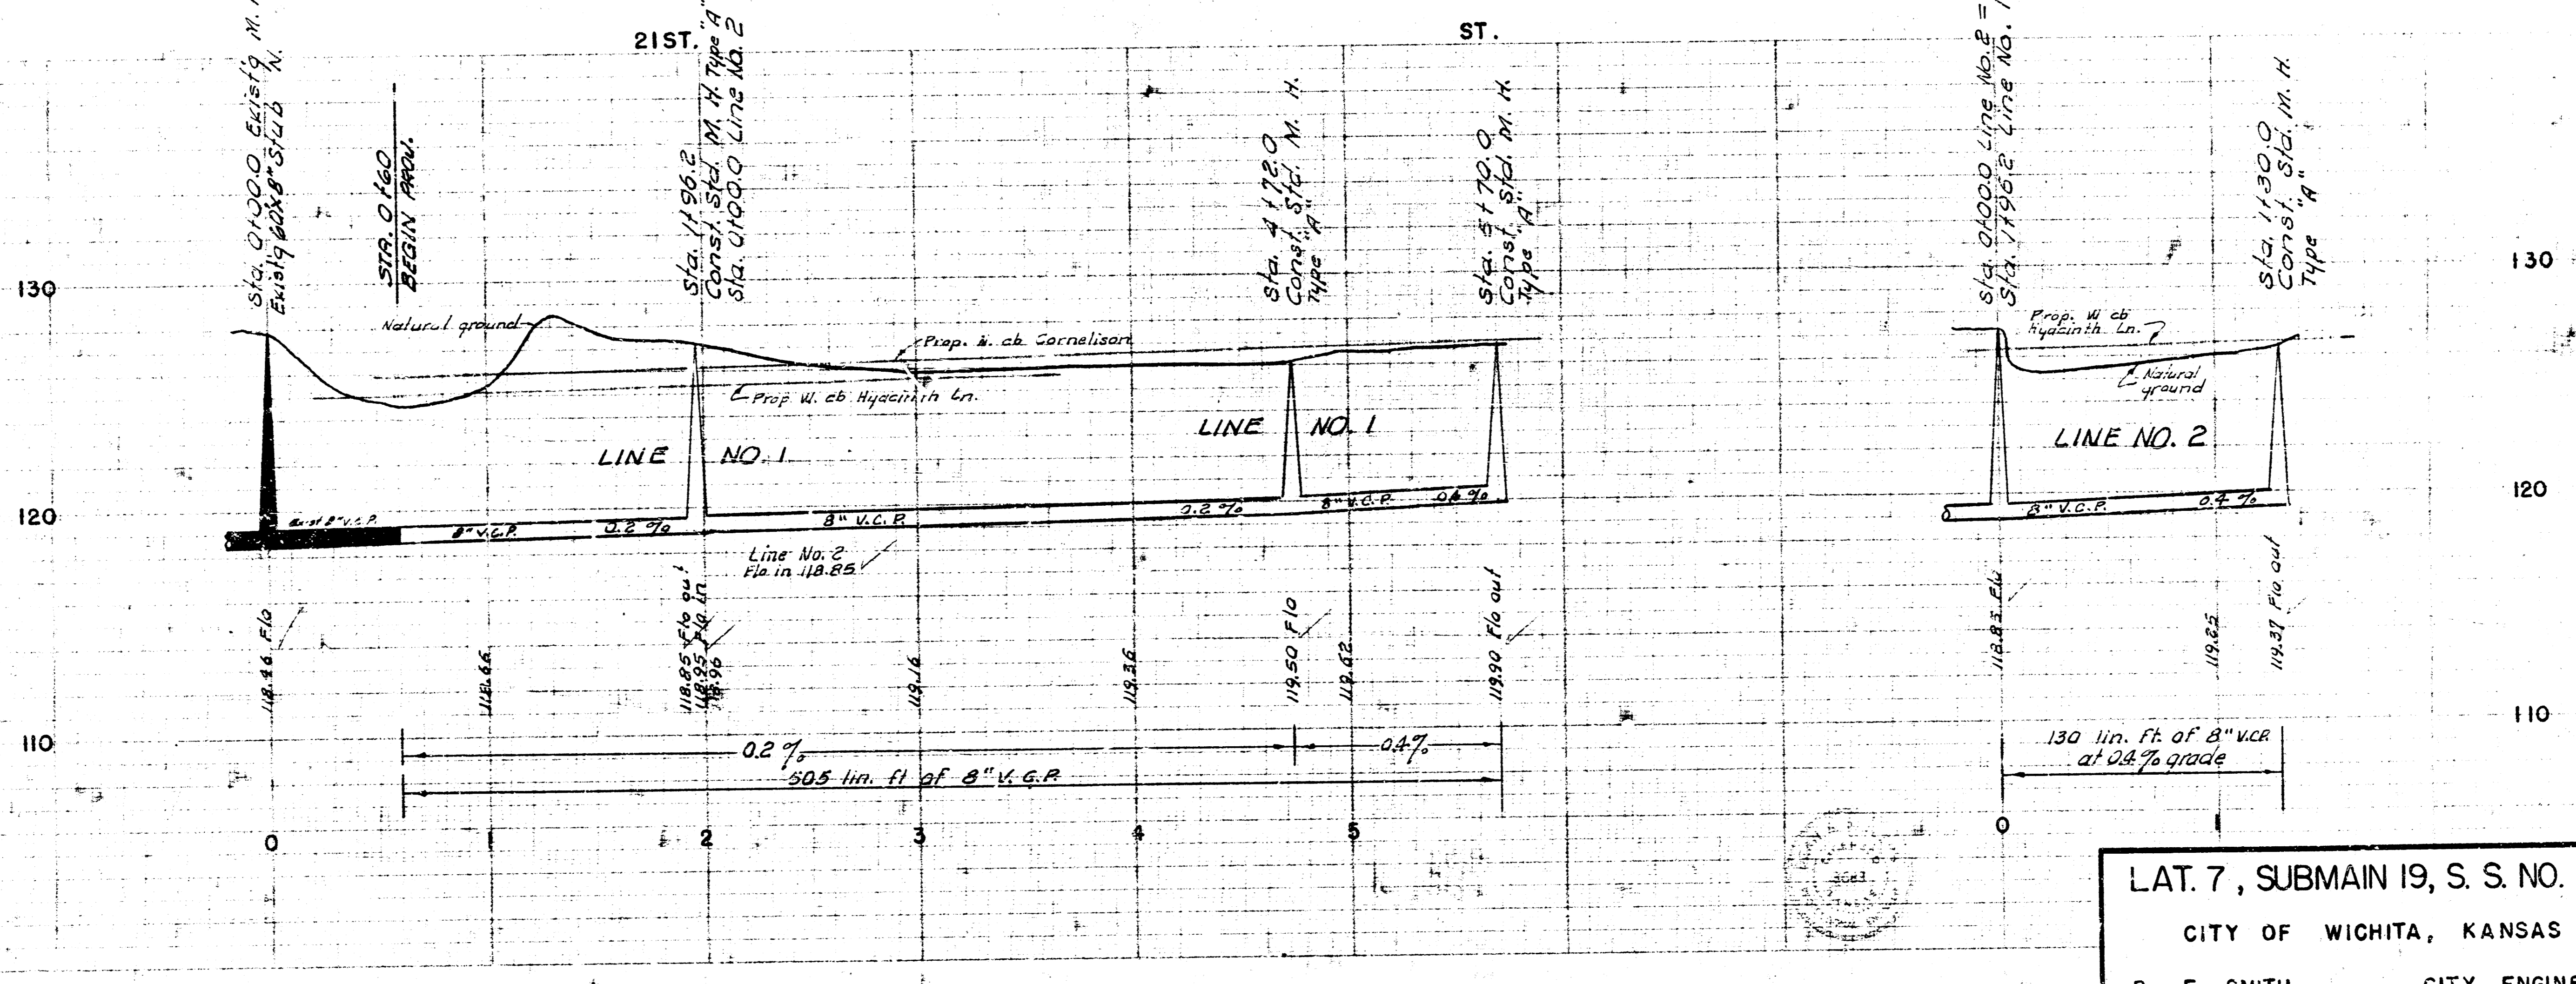 21ST. ST.
Sta. 0+00.0 Exist'g M.
Exist'g 60'x8" Stub N.
STA. 0+60
BEGIN PROJ.
Sta. 1+96.2
Const. Std. M. H. Type "A"
Sta. 0+00.0 Line No. 2
Sta. 4+72.0
Const. Std. M. H.
Type "A"
Sta. 5+70.0
Const. Std. M. H.
Type "A"
Sta. 0+00.0 Line No. 2 =
Sta. 1+96.2 Line No. 1
Sta. 1+30.0
Const. Std. M. H.
Type "A"
130
130
Natural ground
Prop. W. cb Cornelison
Prop. W. cb Hyacinth Ln.
Prop. W cb
Hyacinth Ln.
Natural
ground
LINE NO. 1
LINE NO. 1
LINE NO. 2
120
120
Exist 8" V.C.P.
8" V.C.P. 0.2 %
8" V.C.P. 0.2 %
8" V.C.P.
8" V.C.P. 0.4 %
Line No. 2
Flo in 118.85
118.46 Flo
118.66
118.85 Flo out
118.95 Flo in
118.96
119.16
119.36
119.50 Flo
119.62
119.90 Flo out
118.85 Flo
119.25
119.37 Flo out
110
110
0.2 %
0.4 %
505 lin. ft of 8" V.C.P.
130 lin. ft. of 8" V.C.P.
at 0.4 % grade
0 1 2 3 4 5
0 1
3683
LAT. 7, SUBMAIN 19, S. S. NO.
CITY OF WICHITA, KANSAS
SMITH CITY